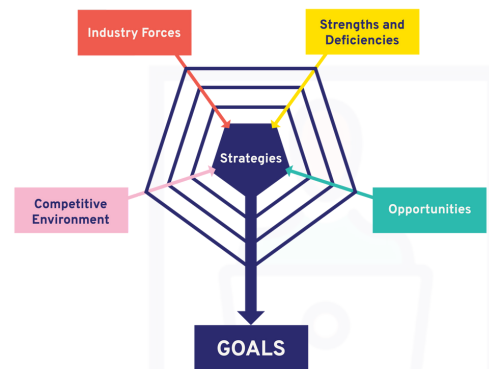 Industry Forces
Strengths and
Deficiencies
Strategies
Competitive
Environment
Opportunities
GOALS